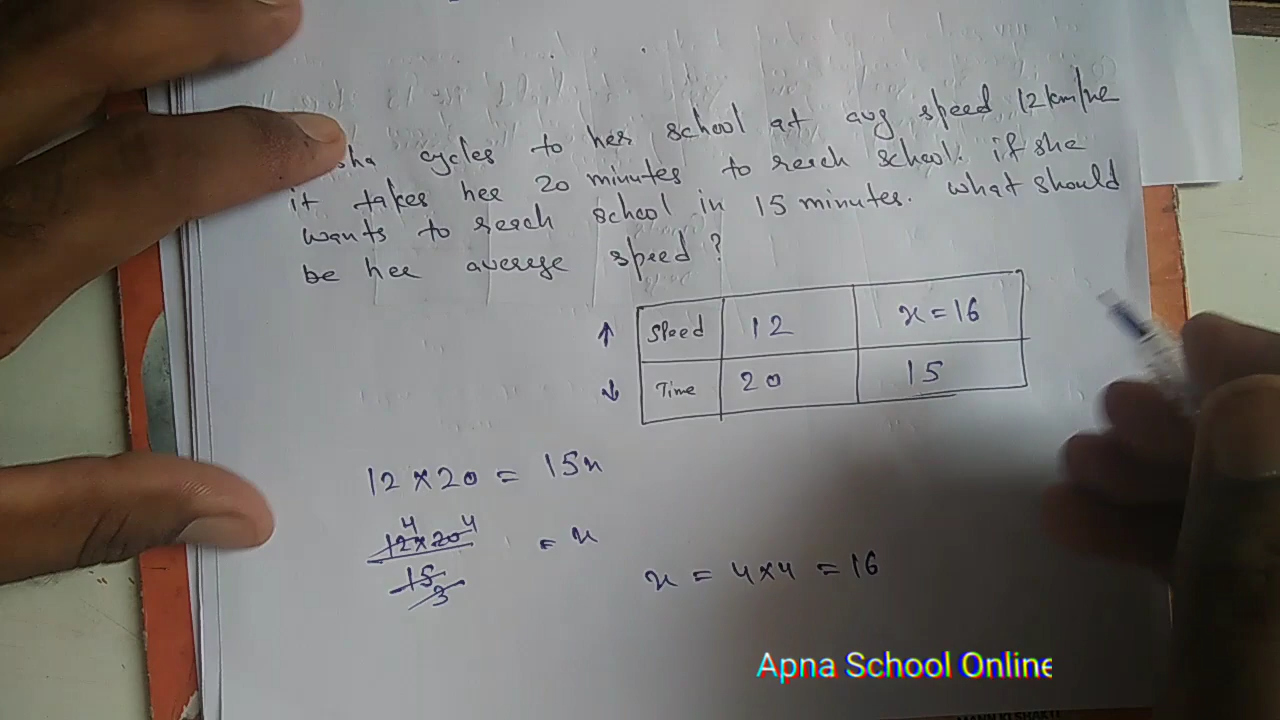 cycles to her school at avg speed 12 km/hr
it takes her 20 minutes to reach school. if she
wants to reach school in 15 minutes. what should
be her average speed?
↑ Speed 12 x=16
↓ Time 20 15
12×20 = 15x
4 4
12×20 = x
15
3
x = 4×4 = 16
Apna School Online